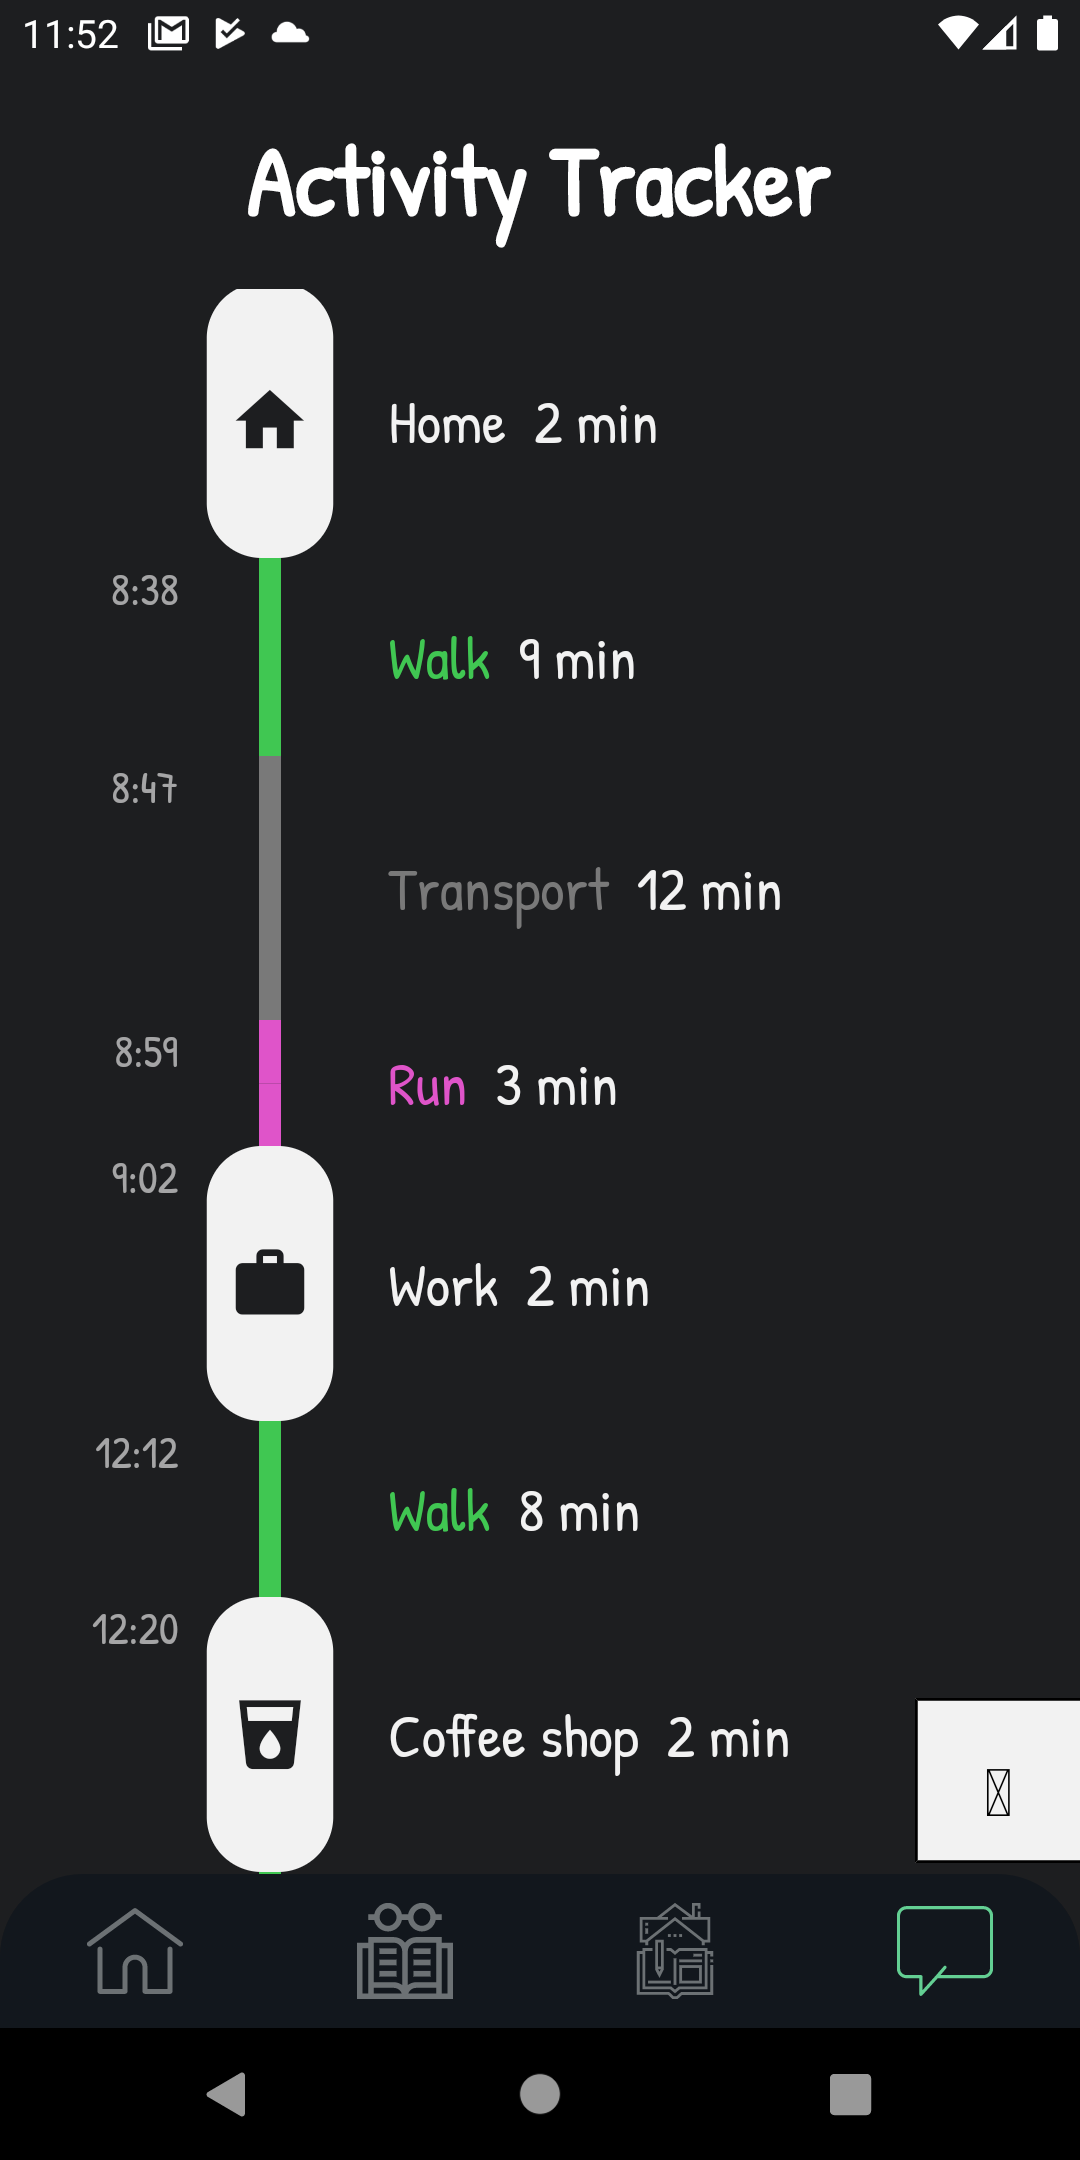 11:52
Activity Tracker
Home 2 min
8:38
Walk 9 min
8:47
Transport 12 min
8:59
Run 3 min
9:02
Work 2 min
12:12
Walk 8 min
12:20
Coffee shop 2 min